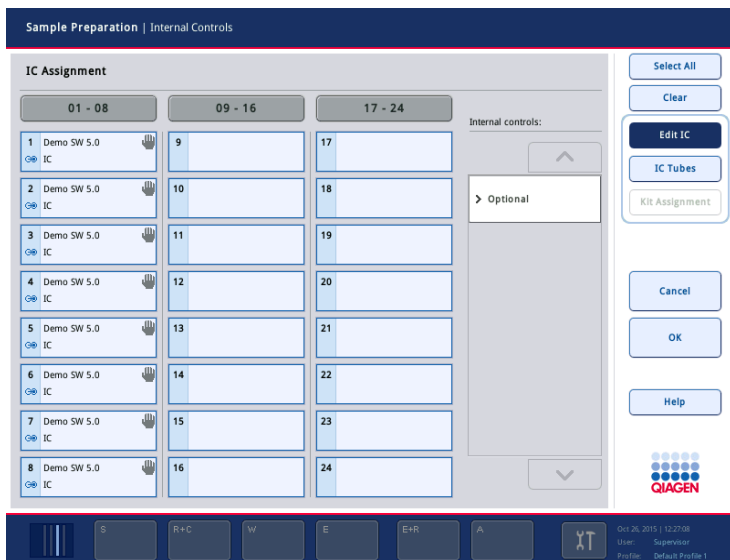 Sample Preparation | Internal Controls
IC Assignment
01 - 08
09 - 16
17 - 24
Internal controls:
1 Demo SW 5.0
IC
2 Demo SW 5.0
IC
3 Demo SW 5.0
IC
4 Demo SW 5.0
IC
5 Demo SW 5.0
IC
6 Demo SW 5.0
IC
7 Demo SW 5.0
IC
8 Demo SW 5.0
IC
9
10
11
12
13
14
15
16
17
18
19
20
21
22
23
24
Optional
Select All
Clear
Edit IC
IC Tubes
Kit Assignment
Cancel
OK
Help
QIAGEN
S
R+C
W
E
E+R
A
Oct 26, 2015 | 12:27:08
User: Supervisor
Profile: Default Profile 1